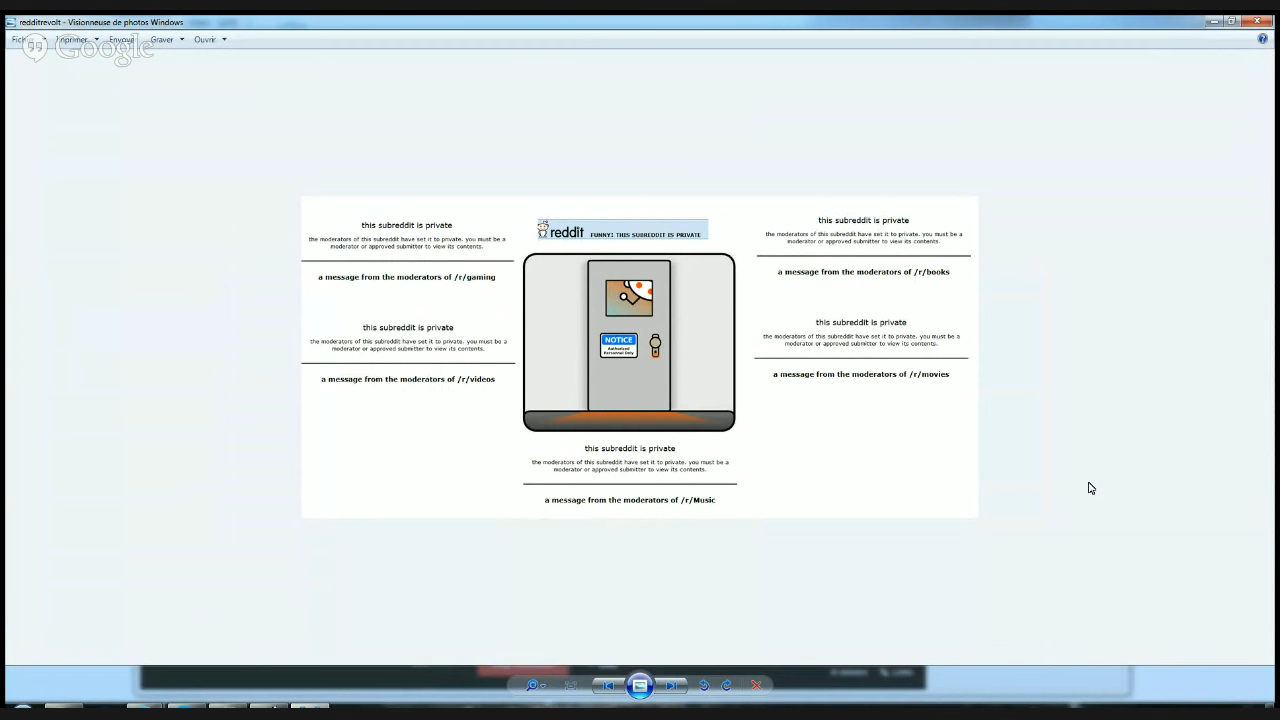 redditrevolt - Visionneuse de photos Windows
Imprimer Graver Ouvrir
Google
this subreddit is private
the moderators of this subreddit have set it to private. you must be a
moderator or approved submitter to view its contents.
a message from the moderators of /r/gaming
this subreddit is private
the moderators of this subreddit have set it to private. you must be a
moderator or approved submitter to view its contents.
a message from the moderators of /r/videos
reddit FUNNY: THIS SUBREDDIT IS PRIVATE
NOTICE
Authorized
Personnel Only
this subreddit is private
the moderators of this subreddit have set it to private. you must be a
moderator or approved submitter to view its contents.
a message from the moderators of /r/Music
this subreddit is private
the moderators of this subreddit have set it to private. you must be a
moderator or approved submitter to view its contents.
a message from the moderators of /r/books
this subreddit is private
the moderators of this subreddit have set it to private. you must be a
moderator or approved submitter to view its contents.
a message from the moderators of /r/movies